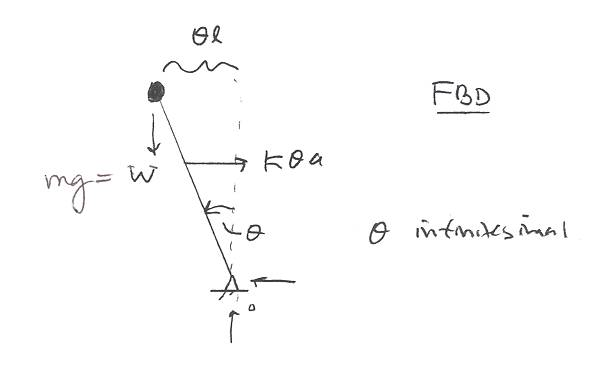 θl
FBD
kθa
mg = W
θ
θ infinitesimal
o